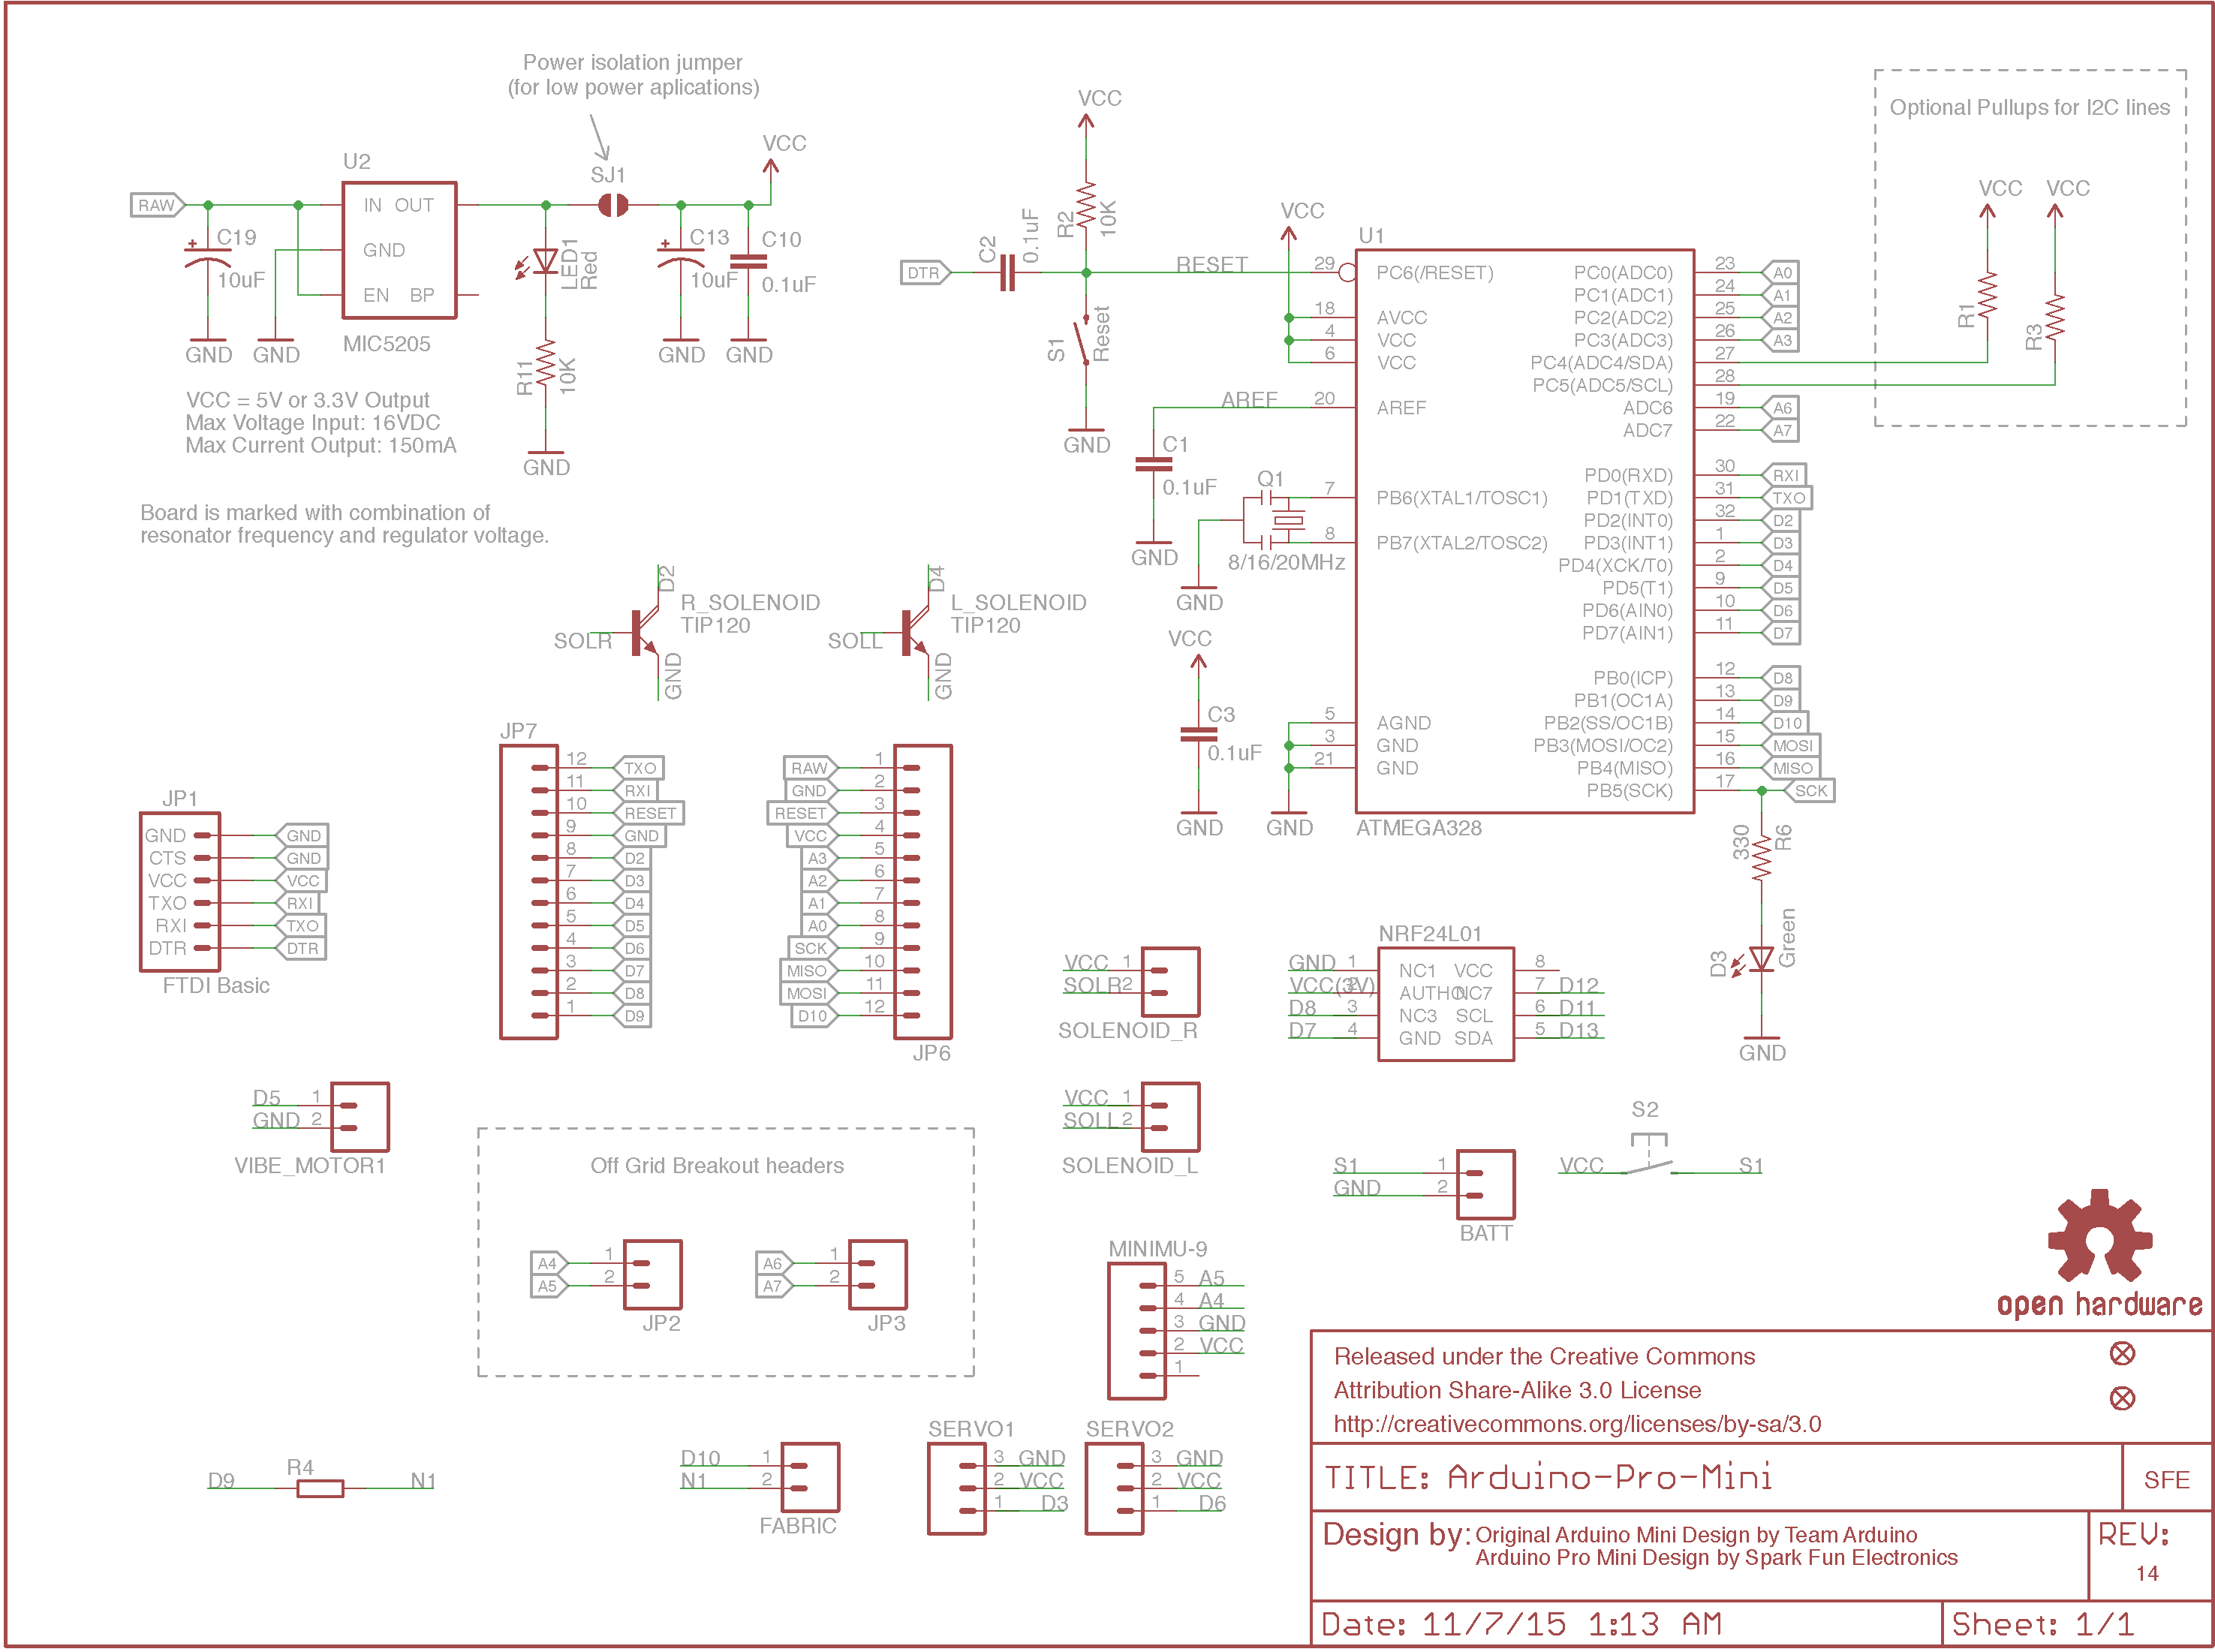 Power isolation jumper
(for low power aplications)
SJ1
VCC
RAW
U2
IN OUT
GND
EN BP
MIC5205
C19
10uF
GND
GND
LED1
Red
R11
10K
GND
C13
10uF
GND
C10
0.1uF
GND
VCC = 5V or 3.3V Output
Max Voltage Input: 16VDC
Max Current Output: 150mA
Board is marked with combination of
resonator frequency and regulator voltage.
VCC
R2
10K
DTR
C2
0.1uF
RESET
S1
Reset
GND
VCC
AREF
C1
0.1uF
GND
Q1
8/16/20MHz
GND
VCC
C3
0.1uF
GND
GND
U1
29 PC6(/RESET)
18 AVCC
4 VCC
6 VCC
20 AREF
7 PB6(XTAL1/TOSC1)
8 PB7(XTAL2/TOSC2)
5 AGND
3 GND
21 GND
PC0(ADC0) 23 A0
PC1(ADC1) 24 A1
PC2(ADC2) 25 A2
PC3(ADC3) 26 A3
PC4(ADC4/SDA) 27
PC5(ADC5/SCL) 28
ADC6 19 A6
ADC7 22 A7
PD0(RXD) 30 RXI
PD1(TXD) 31 TXO
PD2(INT0) 32 D2
PD3(INT1) 1 D3
PD4(XCK/T0) 2 D4
PD5(T1) 9 D5
PD6(AIN0) 10 D6
PD7(AIN1) 11 D7
PB0(ICP) 12 D8
PB1(OC1A) 13 D9
PB2(SS/OC1B) 14 D10
PB3(MOSI/OC2) 15 MOSI
PB4(MISO) 16 MISO
PB5(SCK) 17 SCK
ATMEGA328
330
R6
D3
Green
GND
Optional Pullups for I2C lines
VCC VCC
R1
R3
D2
R_SOLENOID
TIP120
SOLR
GND
D4
L_SOLENOID
TIP120
SOLL
GND
JP1
GND GND
CTS GND
VCC VCC
TXO RXI
RXI TXO
DTR DTR
FTDI Basic
JP7
12 TXO
11 RXI
10 RESET
9 GND
8 D2
7 D3
6 D4
5 D5
4 D6
3 D7
2 D8
1 D9
RAW 1
GND 2
RESET 3
VCC 4
A3 5
A2 6
A1 7
A0 8
SCK 9
MISO 10
MOSI 11
D10 12
JP6
VCC 1
SOLR 2
SOLENOID_R
NRF24L01
GND 1 NC1 VCC 8
VCC(3V) 2 AUTHO NC7 7 D12
D8 3 NC3 SCL 6 D11
D7 4 GND SDA 5 D13
D5 1
GND 2
VIBE_MOTOR1
VCC 1
SOLL 2
SOLENOID_L
S1 1
GND 2
BATT
S2
VCC S1
Off Grid Breakout headers
A4 1
A5 2
JP2
A6 1
A7 2
JP3
MINIMU-9
5 A5
4 A4
3 GND
2 VCC
1
D9 R4 N1
D10 1
N1 2
FABRIC
SERVO1
3 GND
2 VCC
1 D3
SERVO2
3 GND
2 VCC
1 D6
open hardware
Released under the Creative Commons
Attribution Share-Alike 3.0 License
http://creativecommons.org/licenses/by-sa/3.0
TITLE: Arduino-Pro-Mini
SFE
Design by: Original Arduino Mini Design by Team Arduino
Arduino Pro Mini Design by Spark Fun Electronics
REV:
14
Date: 11/7/15 1:13 AM
Sheet: 1/1